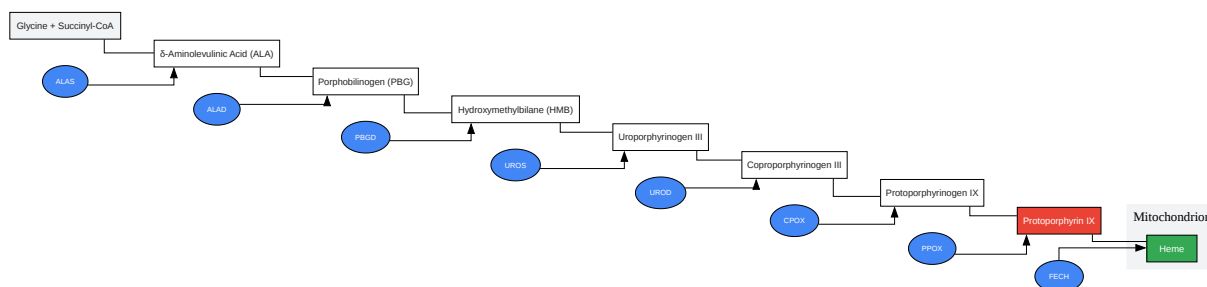 Glycine + Succinyl-CoA
δ-Aminolevulinic Acid (ALA)
ALAS
Porphobilinogen (PBG)
ALAD
Hydroxymethylbilane (HMB)
PBGD
Uroporphyrinogen III
UROS
Coproporphyrinogen III
UROD
Protoporphyrinogen IX
CPOX
Protoporphyrin IX
PPOX
Mitochondrion
Heme
FECH